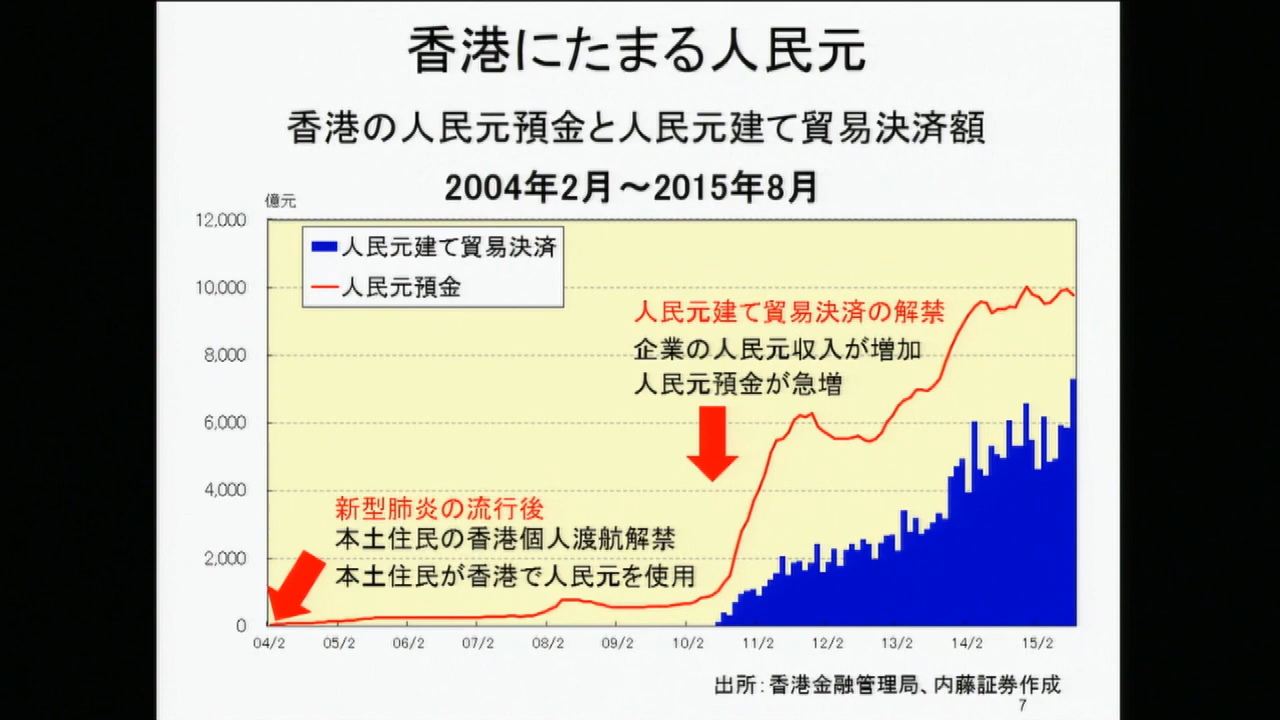 香港にたまる人民元
香港の人民元預金と人民元建て貿易決済額
2004年2月～2015年8月
億元
12,000
10,000
8,000
6,000
4,000
2,000
0
人民元建て貿易決済
人民元預金
人民元建て貿易決済の解禁
企業の人民元収入が増加
人民元預金が急増
新型肺炎の流行後
本土住民の香港個人渡航解禁
本土住民が香港で人民元を使用
04/2 05/2 06/2 07/2 08/2 09/2 10/2 11/2 12/2 13/2 14/2 15/2
出所：香港金融管理局、内藤証券作成
7